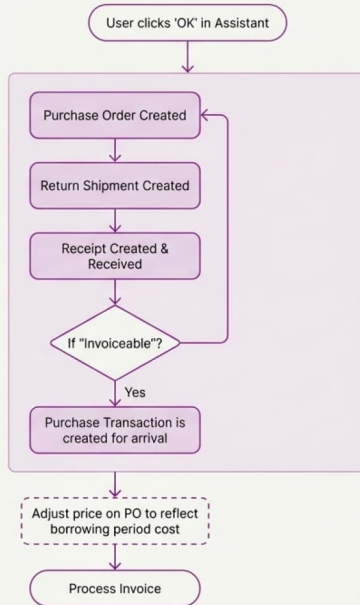 User clicks 'OK' in Assistant
Purchase Order Created
Return Shipment Created
Receipt Created &
Received
If "Invoiceable"?
Yes
Purchase Transaction is
created for arrival
Adjust price on PO to reflect
borrowing period cost
Process Invoice